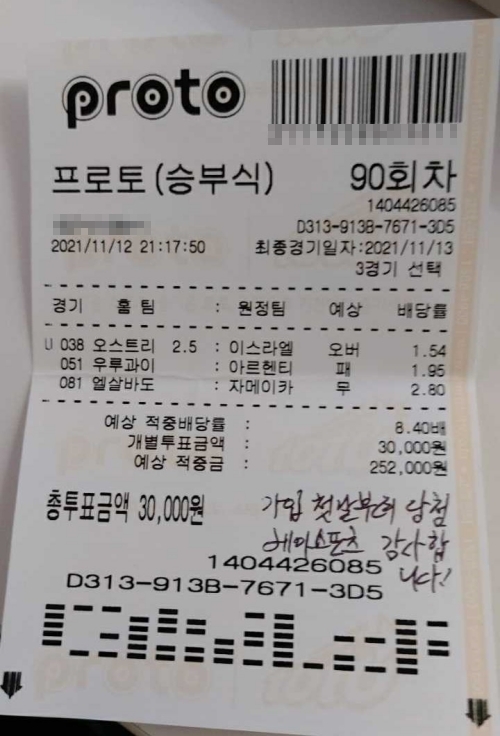 proto
프로토(승부식) 90회차
1404426085
D313-913B-7671-3D5
2021/11/12 21:17:50 최종경기일자:2021/11/13
3경기 선택
경기 홈 팀 : 원정팀 예상 배당률
U 038 오스트리 2.5 : 이스라엘 오버 1.54
051 우루과이 : 아르헨티 패 1.95
081 엘살바도 : 자메이카 무 2.80
예상 적중배당률 : 8.40배
개별투표금액 : 30,000원
예상 적중금 : 252,000원
총투표금액 30,000원
가입 첫날부터 당첨
헤이스포츠 감사합
니다!
1404426085
D313-913B-7671-3D5